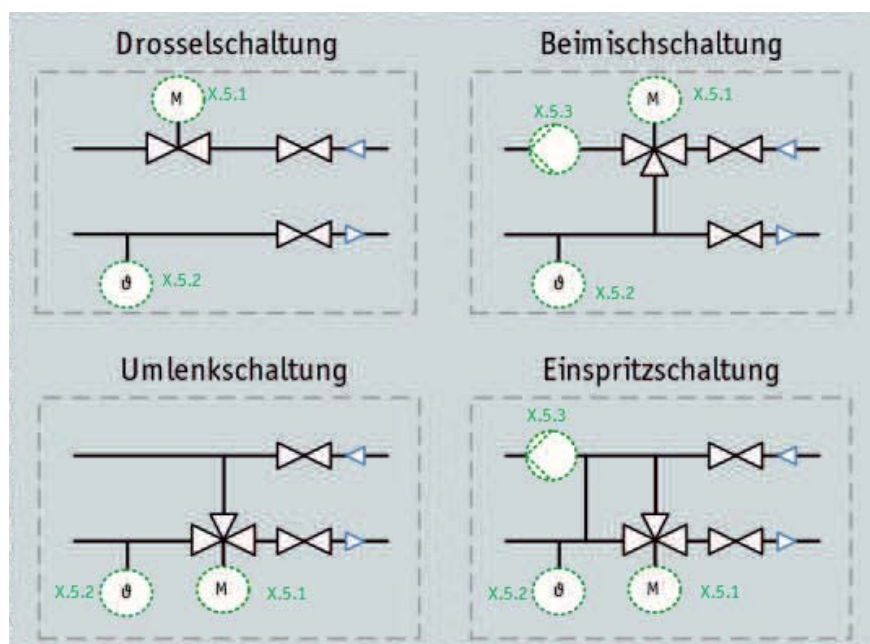 Drosselschaltung
M
X.5.1
ϑ
X.5.2
Beimischschaltung
X.5.3
M
X.5.1
ϑ
X.5.2
Umlenkschaltung
X.5.2
ϑ
M
X.5.1
Einspritzschaltung
X.5.3
X.5.2
ϑ
M
X.5.1